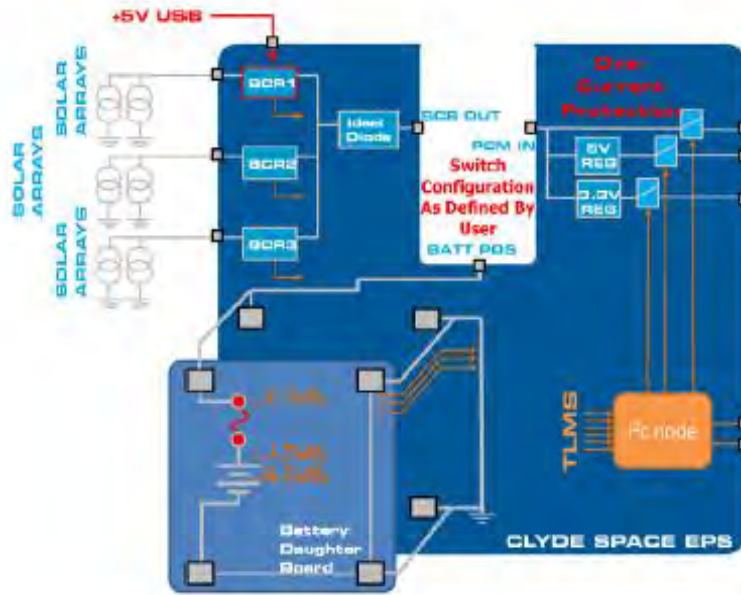 +5V USB
SOLAR ARRAYS
SOLAR ARRAYS
SOLAR ARRAYS
SOLAR ARRAYS
BCR1
BCR2
BCR3
Ideal
Diode
BCR OUT
PCM IN
Switch
Configuration
As Defined By
User
BATT POS
Over
Current
Protection
5V
REG
3.3V
REG
TLMS
I²c node
Battery
Daughter
Board
CLYDE SPACE EPS